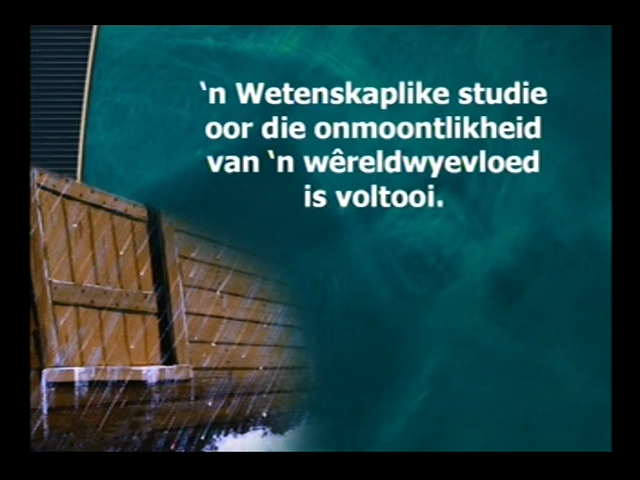 ‘n Wetenskaplike studie
oor die onmoontlikheid
van ‘n wêreldwyevloed
is voltooi.